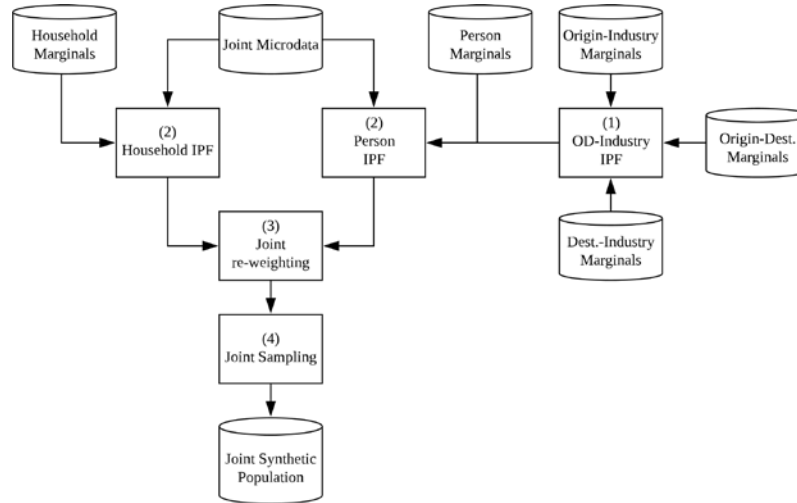 Household
Marginals
Joint Microdata
Person
Marginals
Origin-Industry
Marginals
(2)
Household IPF
(2)
Person
IPF
(1)
OD-Industry
IPF
Origin-Dest.
Marginals
Dest.-Industry
Marginals
(3)
Joint
re-weighting
(4)
Joint Sampling
Joint Synthetic
Population